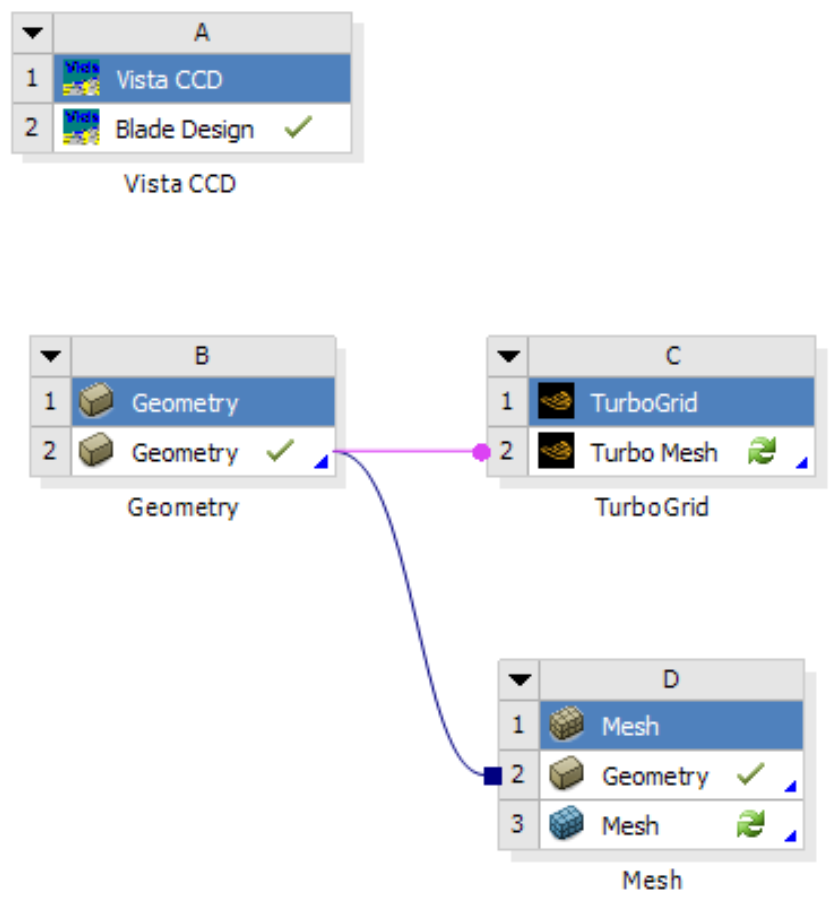 A
1 Vista CCD
2 Blade Design
Vista CCD
B
1 Geometry
2 Geometry
Geometry
C
1 TurboGrid
2 Turbo Mesh
TurboGrid
D
1 Mesh
2 Geometry
3 Mesh
Mesh